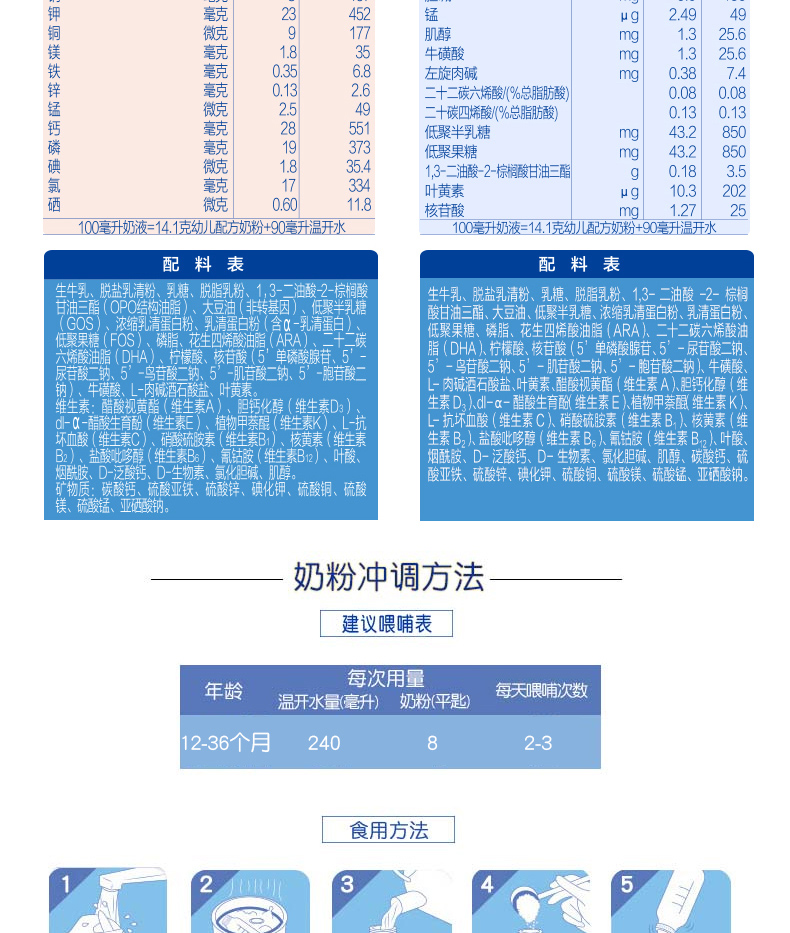 钾 毫克 23 452
铜 微克 9 177
镁 毫克 1.8 35
铁 毫克 0.35 6.8
锌 毫克 0.13 2.6
锰 微克 2.5 49
钙 毫克 28 551
磷 毫克 19 373
碘 微克 1.8 35.4
氯 毫克 17 334
硒 微克 0.60 11.8
100毫升奶液=14.1克幼儿配方奶粉+90毫升温开水
锰 μg 2.49 49
肌醇 mg 1.3 25.6
牛磺酸 mg 1.3 25.6
左旋肉碱 mg 0.38 7.4
二十二碳六烯酸/(%总脂肪酸) 0.08 0.08
二十碳四烯酸/(%总脂肪酸) 0.13 0.13
低聚半乳糖 mg 43.2 850
低聚果糖 mg 43.2 850
1,3-二油酸-2-棕榈酸甘油三酯 g 0.18 3.5
叶黄素 μg 10.3 202
核苷酸 mg 1.27 25
100毫升奶液=14.1克幼儿配方奶粉+90毫升温开水
配 料 表
生牛乳、脱盐乳清粉、乳糖、脱脂乳粉、1,3-二油酸-2-棕榈酸
甘油三酯（OPO结构油脂）、大豆油（非转基因）、低聚半乳糖
（GOS）、浓缩乳清蛋白粉、乳清蛋白粉（含α-乳清蛋白）、
低聚果糖（FOS）、磷脂、花生四烯酸油脂（ARA）、二十二碳
六烯酸油脂（DHA）、柠檬酸、核苷酸（5’单磷酸腺苷、5’-
尿苷酸二钠、5’-鸟苷酸二钠、5’-肌苷酸二钠、5’-胞苷酸二
钠）、牛磺酸、L-肉碱酒石酸盐、叶黄素。
维生素：醋酸视黄酯（维生素A）、胆钙化醇（维生素D3）、
dl-α-醋酸生育酚（维生素E）、植物甲萘醌（维生素K）、L-抗
坏血酸（维生素C）、硝酸硫胺素（维生素B1）、核黄素（维生素
B2）、盐酸吡哆醇（维生素B6）、氰钴胺（维生素B12）、叶酸、
烟酰胺、D-泛酸钙、D-生物素、氯化胆碱、肌醇。
矿物质：碳酸钙、硫酸亚铁、硫酸锌、碘化钾、硫酸铜、硫酸
镁、硫酸锰、亚硒酸钠。
配 料 表
生牛乳、脱盐乳清粉、乳糖、脱脂乳粉、1,3- 二油酸 -2- 棕榈
酸甘油三酯、大豆油、低聚半乳糖、浓缩乳清蛋白粉、乳清蛋白粉、
低聚果糖、磷脂、花生四烯酸油脂（ARA）、二十二碳六烯酸油
脂（DHA）、柠檬酸、核苷酸（5’单磷酸腺苷、5’-尿苷酸二钠、
5’-鸟苷酸二钠、5’-肌苷酸二钠、5’-胞苷酸二钠）、牛磺酸、
L- 肉碱酒石酸盐、叶黄素、醋酸视黄酯（维生素 A）、胆钙化醇（维
生素 D3）、dl-α- 醋酸生育酚（维生素 E）、植物甲萘醌（维生素 K）、
L- 抗坏血酸（维生素 C）、硝酸硫胺素（维生素 B1）、核黄素（维
生素 B2）、盐酸吡哆醇（维生素 B6）、氰钴胺（维生素 B12）、叶酸、
烟酰胺、D- 泛酸钙、D- 生物素、氯化胆碱、肌醇、碳酸钙、硫
酸亚铁、硫酸锌、碘化钾、硫酸铜、硫酸镁、硫酸锰、亚硒酸钠。
奶粉冲调方法
建议喂哺表
年龄 每次用量 每天喂哺次数
温开水量(毫升) 奶粉(平匙)
12-36个月 240 8 2-3
食用方法
1 2 3 4 5